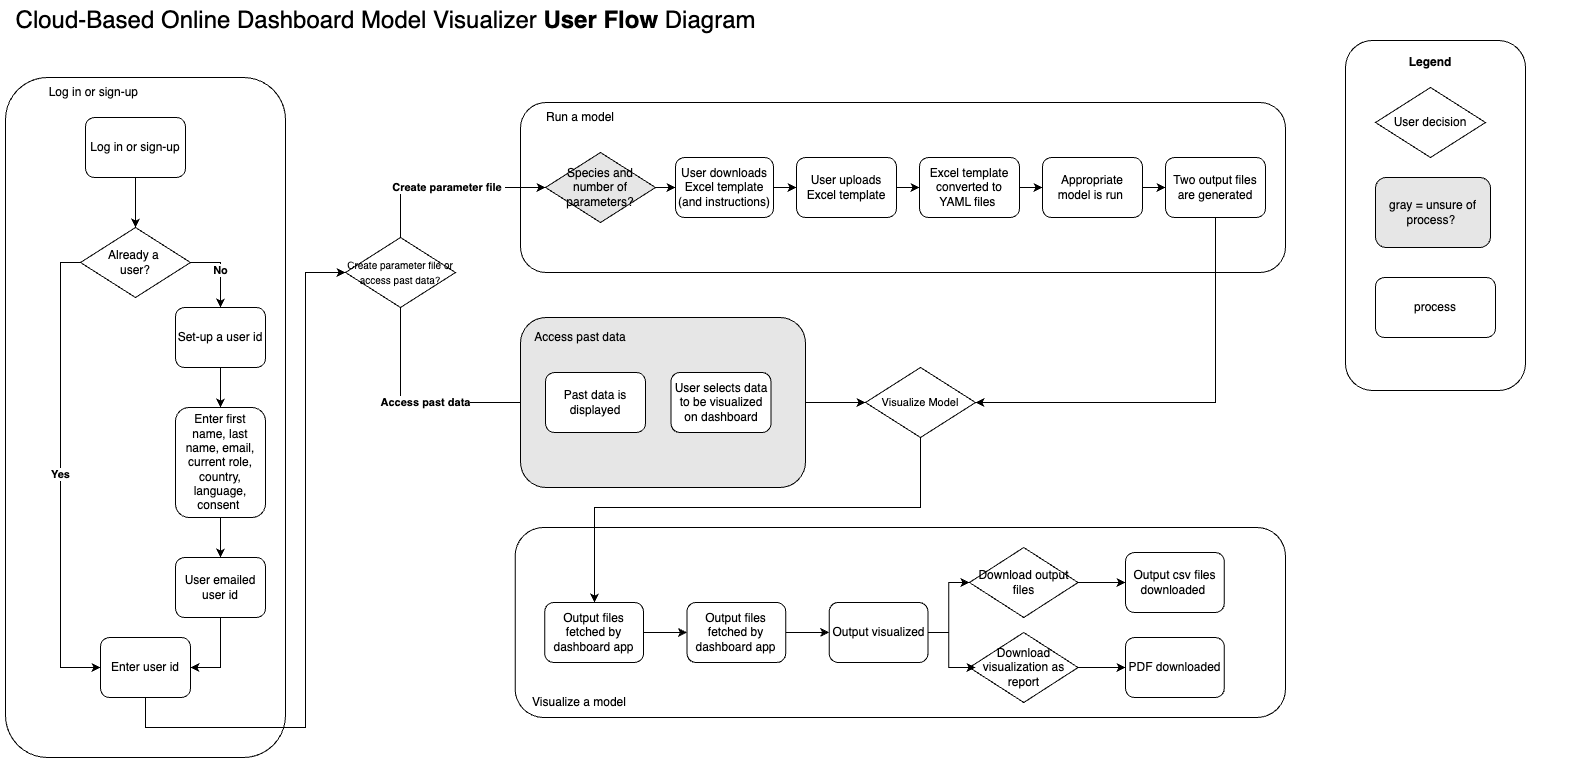 Cloud-Based Online Dashboard Model Visualizer User Flow Diagram
Log in or sign-up
Log in or sign-up
Already a
user?
No
Set-up a user id
Enter first
name, last
name, email,
current role,
country,
language,
consent
Yes
User emailed
user id
Enter user id
Create parameter file or
access past data?
Create parameter file
Access past data
Run a model
Species and
number of
parameters?
User downloads
Excel template
(and instructions)
User uploads
Excel template
Excel template
converted to
YAML files
Appropriate
model is run
Two output files
are generated
Access past data
Past data is
displayed
User selects data
to be visualized
on dashboard
Visualize Model
Output files
fetched by
dashboard app
Output files
fetched by
dashboard app
Output visualized
Download output
files
Output csv files
downloaded
Download
visualization as
report
PDF downloaded
Visualize a model
Legend
User decision
gray = unsure of
process?
process